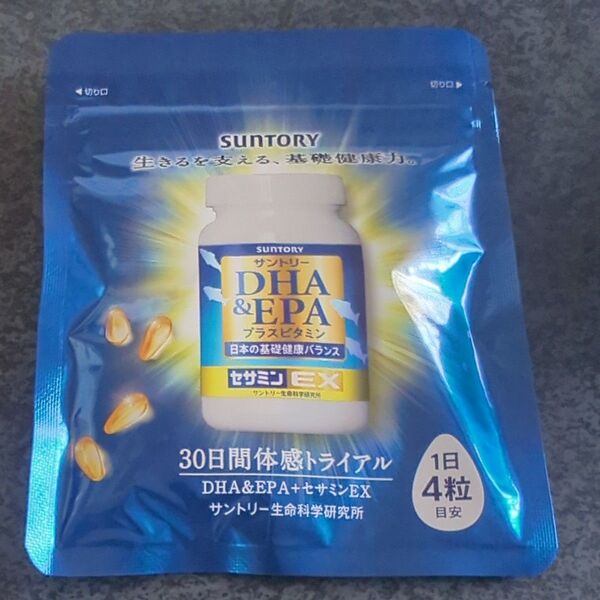 ◀切り口
切り口▶
SUNTORY
生きるを支える、基礎健康力。
SUNTORY
サントリー
DHA
&EPA
プラスビタミン
日本の基礎健康バランス
セサミンEX
サントリー生命科学研究所
30日間体感トライアル
DHA&EPA+セサミンEX
サントリー生命科学研究所
1日
4粒
目安